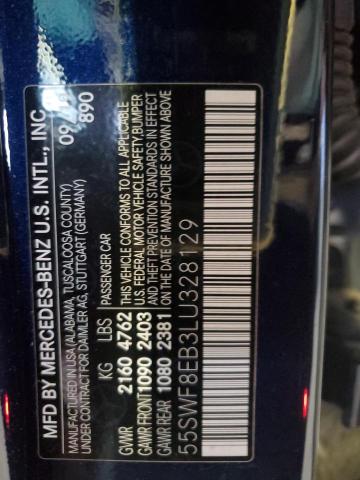 MFD BY MERCEDES-BENZ U.S. INTL., INC.
MANUFACTURED IN USA (ALABAMA, TUSCALOOSA COUNTY)
UNDER CONTRACT FOR DAIMLER AG, STUTTGART (GERMANY)
09
890
KG LBS PASSENGER CAR
GVWR 2160 4762 THIS VEHICLE CONFORMS TO ALL APPLICABLE
GAWR FRONT 1090 2403 U.S. FEDERAL MOTOR VEHICLE SAFETY, BUMPER
GAWR REAR 1080 2381 AND THEFT PREVENTION STANDARDS IN EFFECT
ON THE DATE OF MANUFACTURE SHOWN ABOVE
55SWF8EB3LU328129